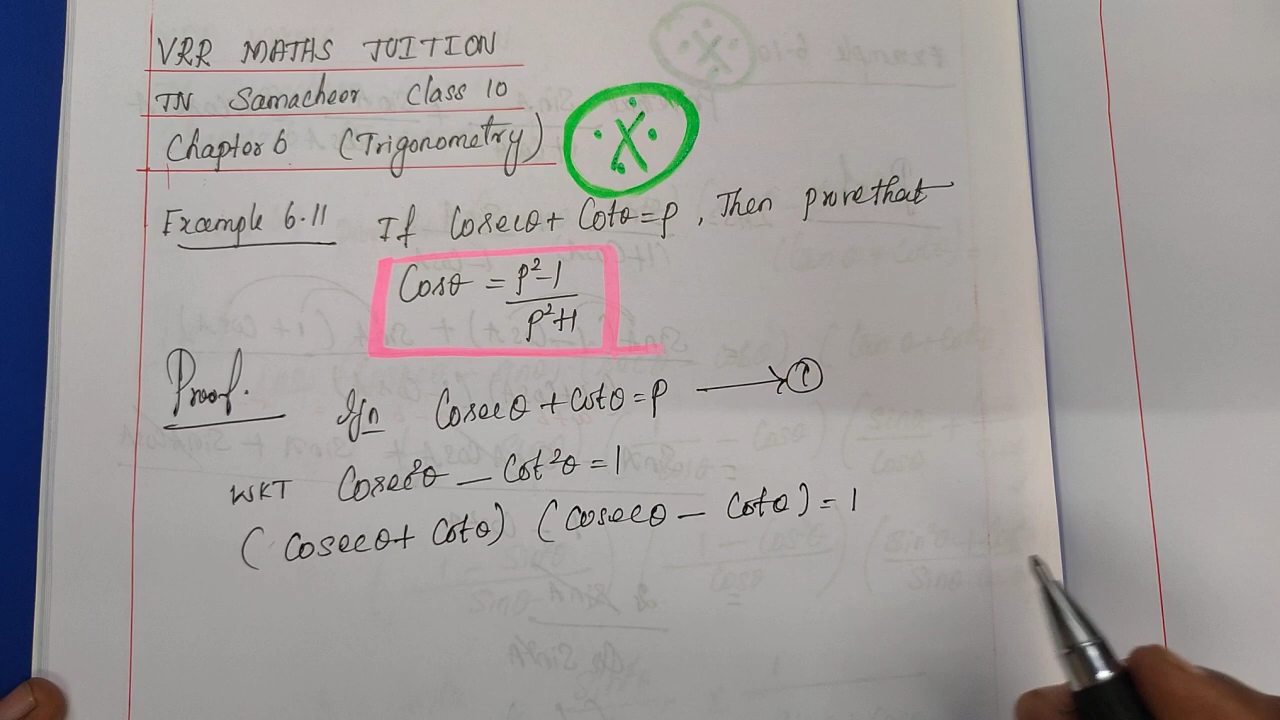 VRR MATHS TUITION
TN Samacheer Class 10
Chapter 6 (Trigonometry)
X
Example 6.11 If Cosecθ + Cotθ = P, Then prove that
Cosθ = P²-1 / P²+1
Proof.
Gn Cosecθ + Cotθ = P → ①
WKT Cosec²θ - Cot²θ = 1
(Cosecθ + Cotθ) (Cosecθ - Cotθ) = 1